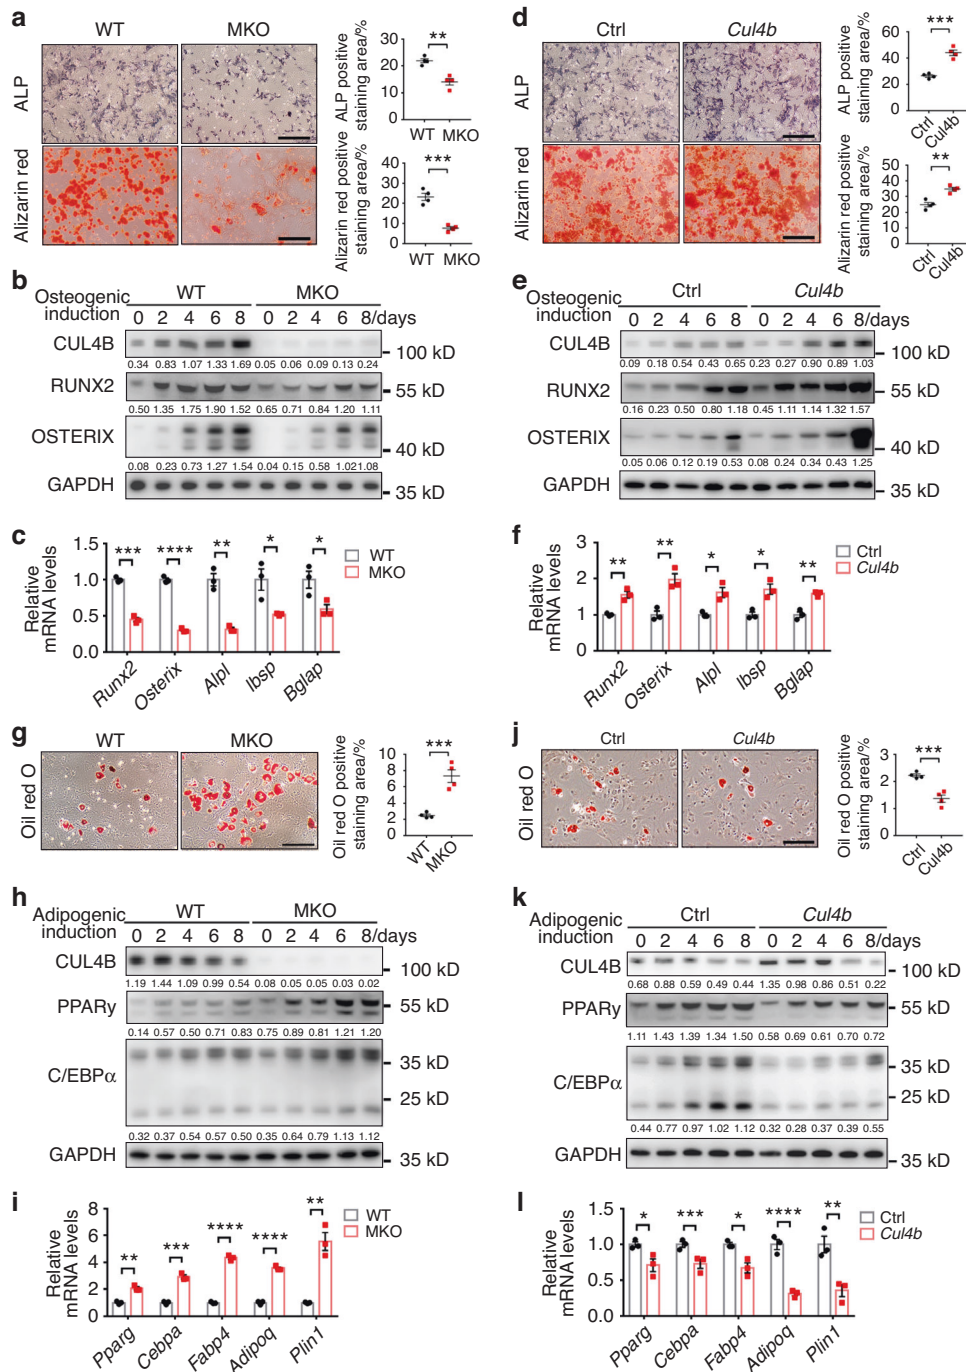 a
WT
MKO
ALP
Alizarin red
ALP positive
staining area/%
30
20
10
0
**
WT
MKO
Alizarin red positive
staining area/%
40
30
20
10
0
***
WT
MKO
b
Osteogenic
induction
WT
MKO
0 2 4 6 8 0 2 4 6 8/days
CUL4B
100 kD
0.34 0.83 1.07 1.33 1.69 0.05 0.06 0.09 0.13 0.24
RUNX2
55 kD
0.50 1.35 1.75 1.90 1.52 0.65 0.71 0.84 1.20 1.11
OSTERIX
40 kD
0.08 0.23 0.73 1.27 1.54 0.04 0.15 0.58 1.02 1.08
GAPDH
35 kD
c
Relative
mRNA levels
1.5
1.0
0.5
0.0
*** **** ** * *
WT
MKO
Runx2 Osterix Alpl Ibsp Bglap
d
Ctrl
Cul4b
ALP
Alizarin red
ALP positive
staining area/%
60
40
20
0
***
Ctrl
Cul4b
Alizarin red positive
staining area/%
50
40
30
20
10
0
**
Ctrl
Cul4b
e
Osteogenic
induction
Ctrl
Cul4b
0 2 4 6 8 0 2 4 6 8/days
CUL4B
100 kD
0.09 0.18 0.54 0.43 0.65 0.23 0.27 0.90 0.89 1.03
RUNX2
55 kD
0.16 0.23 0.50 0.80 1.18 0.45 1.11 1.14 1.32 1.57
OSTERIX
40 kD
0.05 0.06 0.12 0.19 0.53 0.08 0.24 0.34 0.43 1.25
GAPDH
35 kD
f
Relative
mRNA levels
3
2
1
0
** ** * * **
Ctrl
Cul4b
Runx2 Osterix Alpl Ibsp Bglap
g
WT
MKO
Oil red O
Oil red O positive
staining area/%
10
8
6
4
2
0
***
WT
MKO
h
Adipogenic
induction
WT
MKO
0 2 4 6 8 0 2 4 6 8/days
CUL4B
100 kD
1.19 1.44 1.09 0.99 0.54 0.08 0.05 0.05 0.03 0.02
PPARγ
55 kD
0.14 0.57 0.50 0.71 0.83 0.75 0.89 0.81 1.21 1.20
C/EBPα
35 kD
25 kD
0.32 0.37 0.54 0.57 0.50 0.35 0.64 0.79 1.13 1.12
GAPDH
35 kD
i
Relative
mRNA levels
8
6
4
2
0
** *** **** **** **
WT
MKO
Pparg Cebpa Fabp4 Adipoq Plin1
j
Ctrl
Cul4b
Oil red O
Oil red O positive
staining area/%
3
2
1
0
***
Ctrl
Cul4b
k
Adipogenic
induction
Ctrl
Cul4b
0 2 4 6 8 0 2 4 6 8/days
CUL4B
100 kD
0.68 0.88 0.59 0.49 0.44 1.35 0.98 0.86 0.51 0.22
PPARγ
55 kD
1.11 1.43 1.39 1.34 1.50 0.58 0.69 0.61 0.70 0.72
C/EBPα
35 kD
25 kD
0.44 0.77 0.97 1.02 1.12 0.32 0.28 0.37 0.39 0.55
GAPDH
35 kD
l
Relative
mRNA levels
1.5
1.0
0.5
0.0
* *** * **** **
Ctrl
Cul4b
Pparg Cebpa Fabp4 Adipoq Plin1